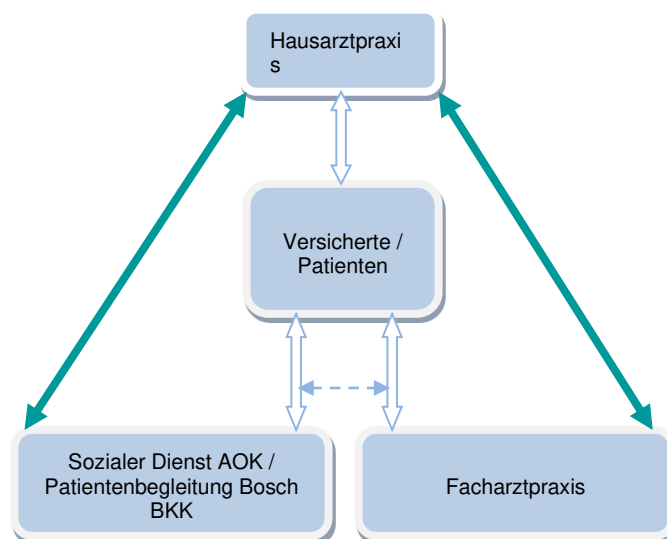 Hausarztpraxi
s
Versicherte /
Patienten
Sozialer Dienst AOK /
Patientenbegleitung Bosch
BKK
Facharztpraxis